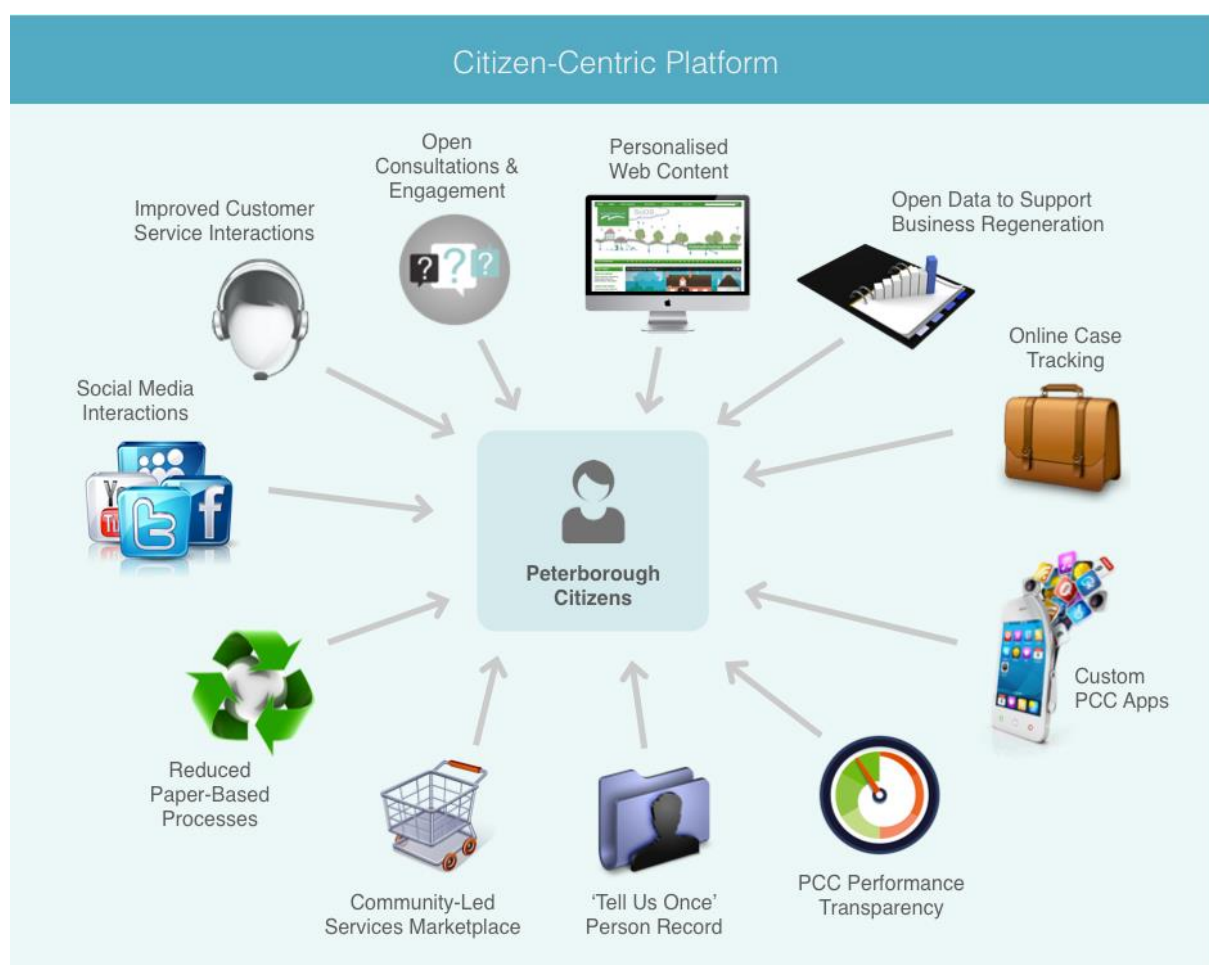 Citizen-Centric Platform
Open
Consultations &
Engagement
Personalised
Web Content
Improved Customer
Service Interactions
Open Data to Support
Business Regeneration
Online Case
Tracking
Social Media
Interactions
Peterborough
Citizens
Custom
PCC Apps
Reduced
Paper-Based
Processes
Community-Led
Services Marketplace
‘Tell Us Once’
Person Record
PCC Performance
Transparency